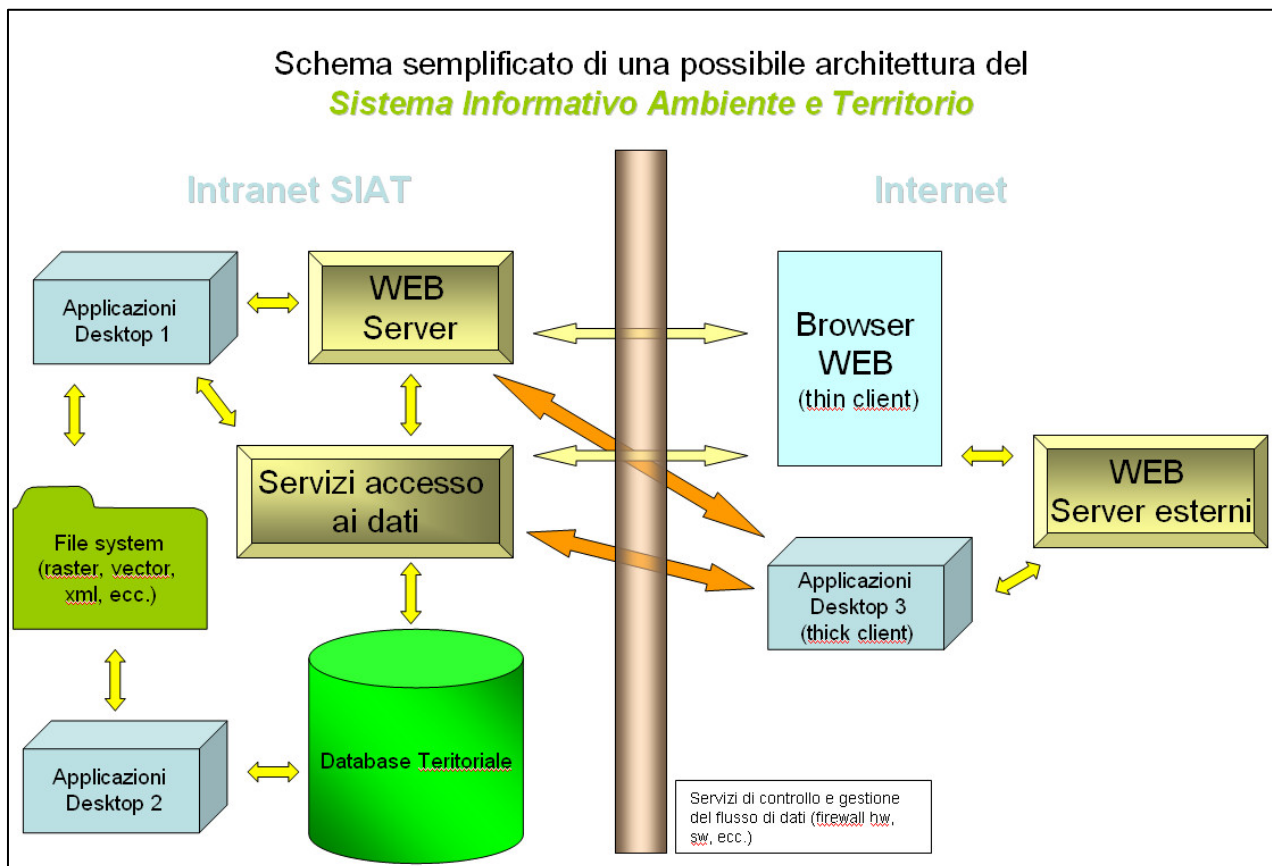 Schema semplificato di una possibile architettura del
Sistema Informativo Ambiente e Territorio
Intranet SIAT
Internet
Applicazioni
Desktop 1
WEB
Server
Browser
WEB
(thin client)
Servizi accesso
ai dati
WEB
Server esterni
File system
(raster, vector,
xml, ecc.)
Applicazioni
Desktop 3
(thick client)
Applicazioni
Desktop 2
Database Teritoriale
Servizi di controllo e gestione
del flusso di dati (firewall hw,
sw, ecc.)